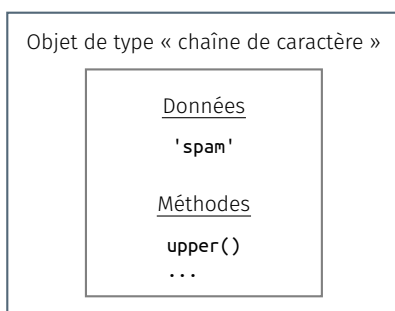 Objet de type « chaîne de caractère »
Données
'spam'
Méthodes
upper()
...